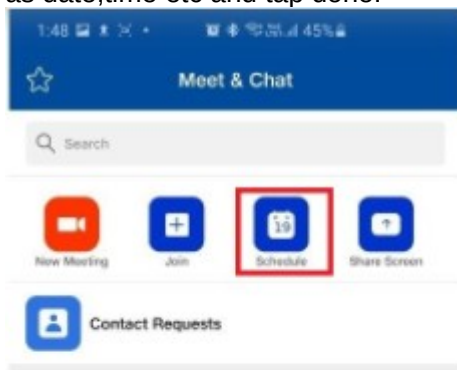 as date,time etc and tap done.
1:48 45%
Meet & Chat
Search
19
New Meeting Join Schedule Share Screen
Contact Requests